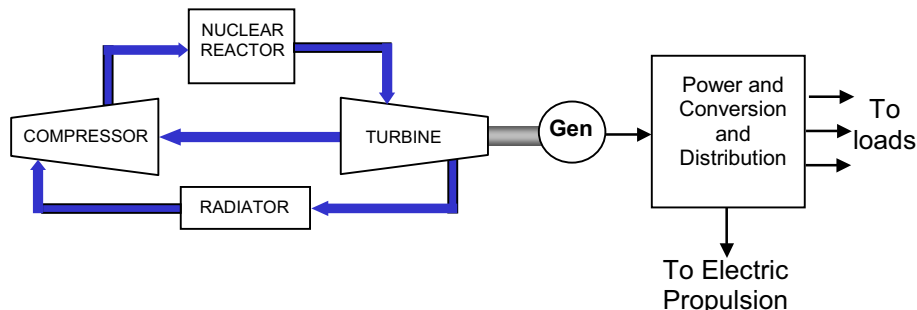 NUCLEAR
REACTOR
COMPRESSOR
TURBINE
Gen
RADIATOR
Power and
Conversion
and
Distribution
To
loads
To Electric
Propulsion